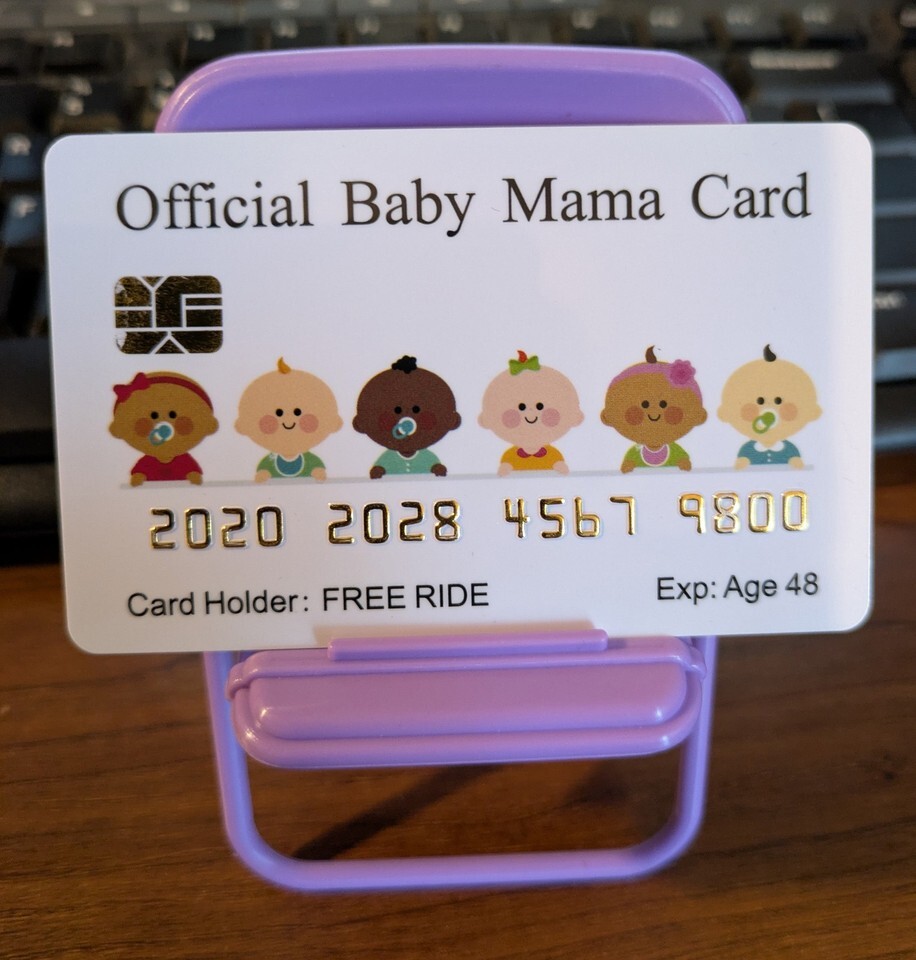 Official Baby Mama Card
2020 2028 4567 9800
Card Holder: FREE RIDE
Exp: Age 48